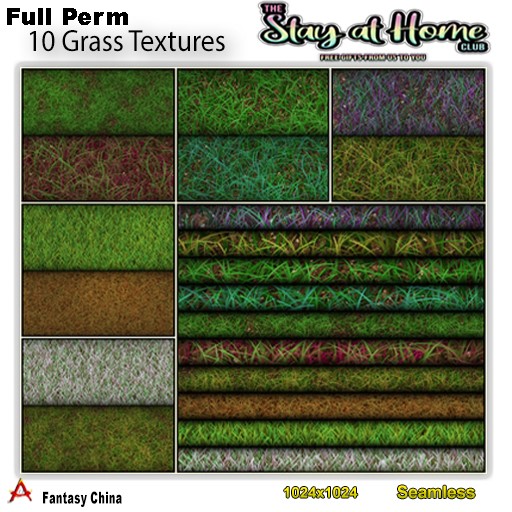 Full Perm
10 Grass Textures
THE
Stay at Home
CLUB
FREE GIFTS FROM US TO YOU
Fantasy China
1024x1024
Seamless